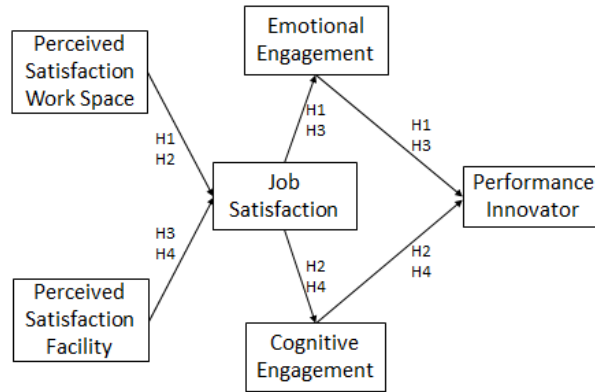 Emotional
Engagement
Perceived
Satisfaction
Work Space
H1
H3
H1
H3
H1
H2
Job
Satisfaction
Performance
Innovator
H3
H4
H2
H4
H2
H4
Perceived
Satisfaction
Facility
Cognitive
Engagement